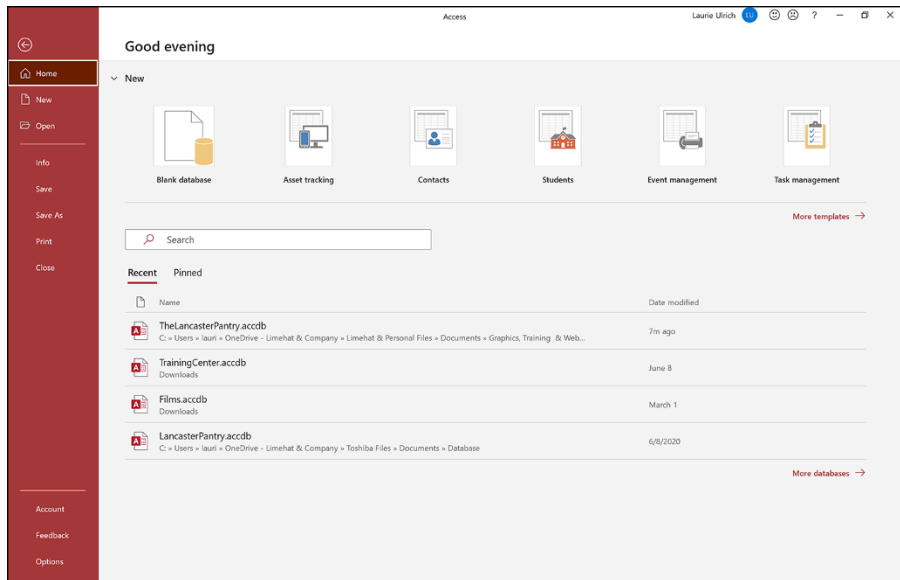 Access
Laurie Ulrich LU ?
Good evening
Home
New
Open
Info
Save
Save As
Print
Close
Account
Feedback
Options
New
Blank database
Asset tracking
Contacts
Students
Event management
Task management
More templates
Search
Recent Pinned
Name Date modified
TheLancasterPantry.accdb
C: » Users » lauri » OneDrive - Limehat & Company » Limehat & Personal Files » Documents » Graphics, Training & Web...
7m ago
TrainingCenter.accdb
Downloads
June 8
Films.accdb
Downloads
March 1
LancasterPantry.accdb
C: » Users » lauri » OneDrive - Limehat & Company » Toshiba Files » Documents » Database
6/8/2020
More databases